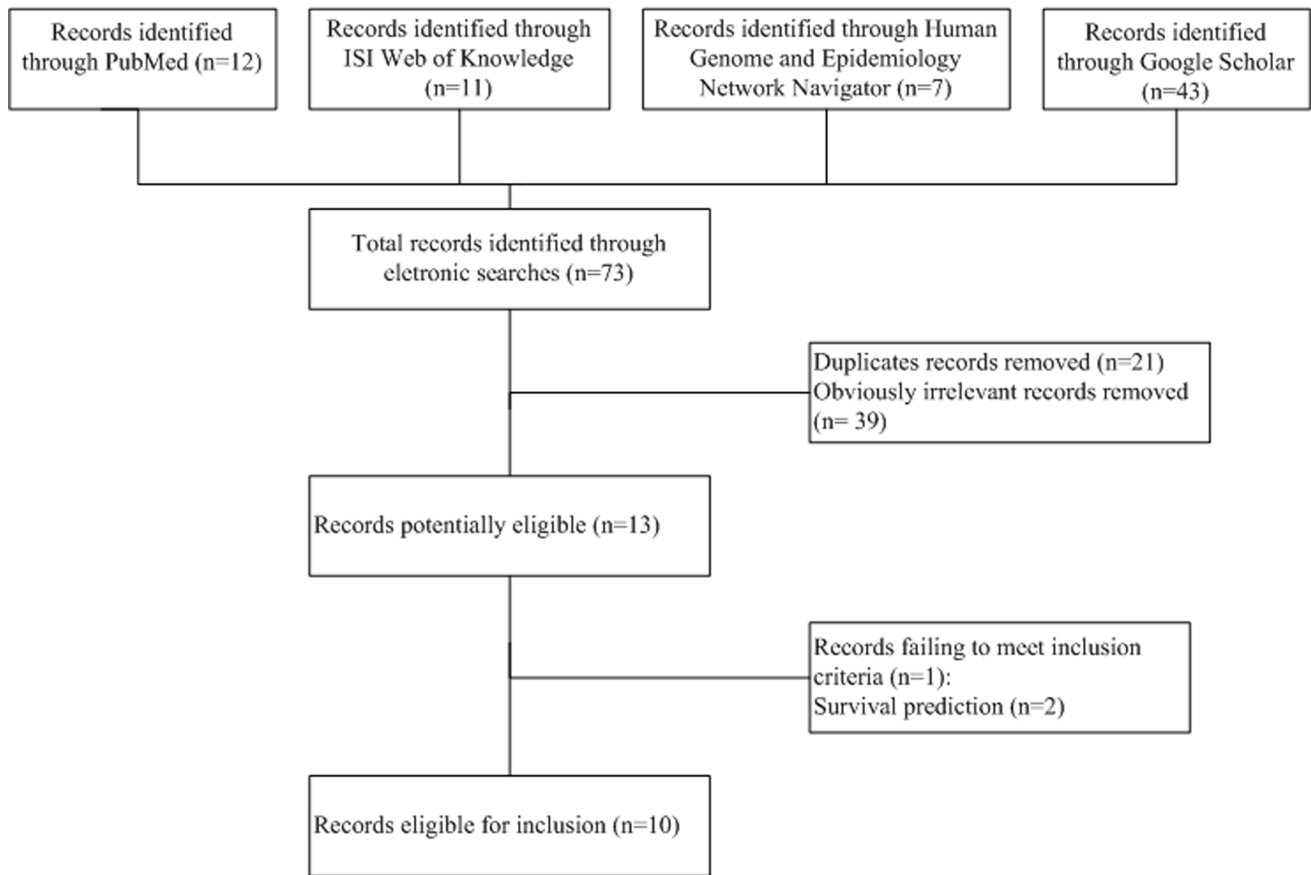 Records identified
through PubMed (n=12)
Records identified through
ISI Web of Knowledge
(n=11)
Records identified through Human
Genome and Epidemiology
Network Navigator (n=7)
Records identified
through Google Scholar
(n=43)
Total records identified through
eletronic searches (n=73)
Duplicates records removed (n=21)
Obviously irrelevant records removed
(n= 39)
Records potentially eligible (n=13)
Records failing to meet inclusion
criteria (n=1):
Survival prediction (n=2)
Records eligible for inclusion (n=10)